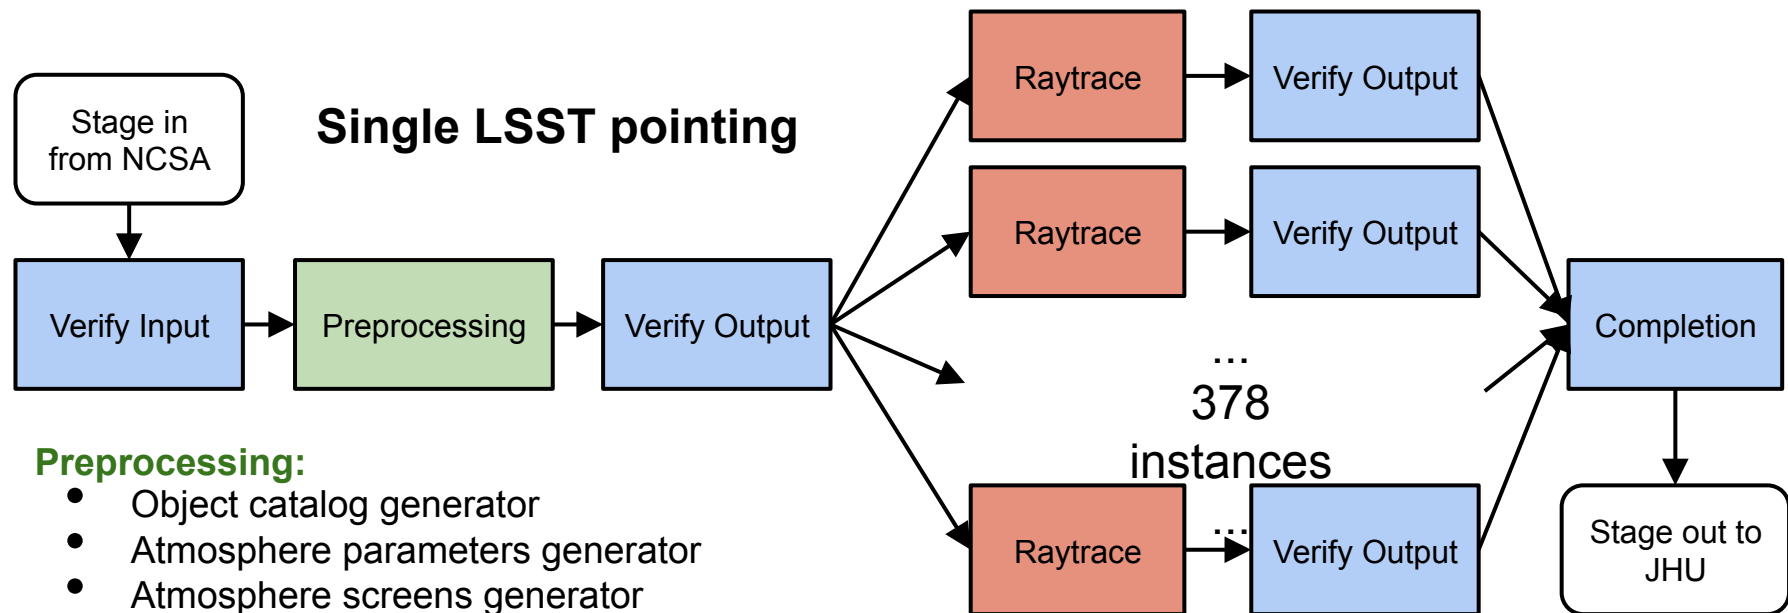 Stage in
from NCSA
Single LSST pointing
Verify Input
Preprocessing
Verify Output
Raytrace
Verify Output
Raytrace
Verify Output
...
378
instances
Raytrace
...
Verify Output
Completion
Stage out to
JHU
Preprocessing:
• Object catalog generator
• Atmosphere parameters generator
• Atmosphere screens generator